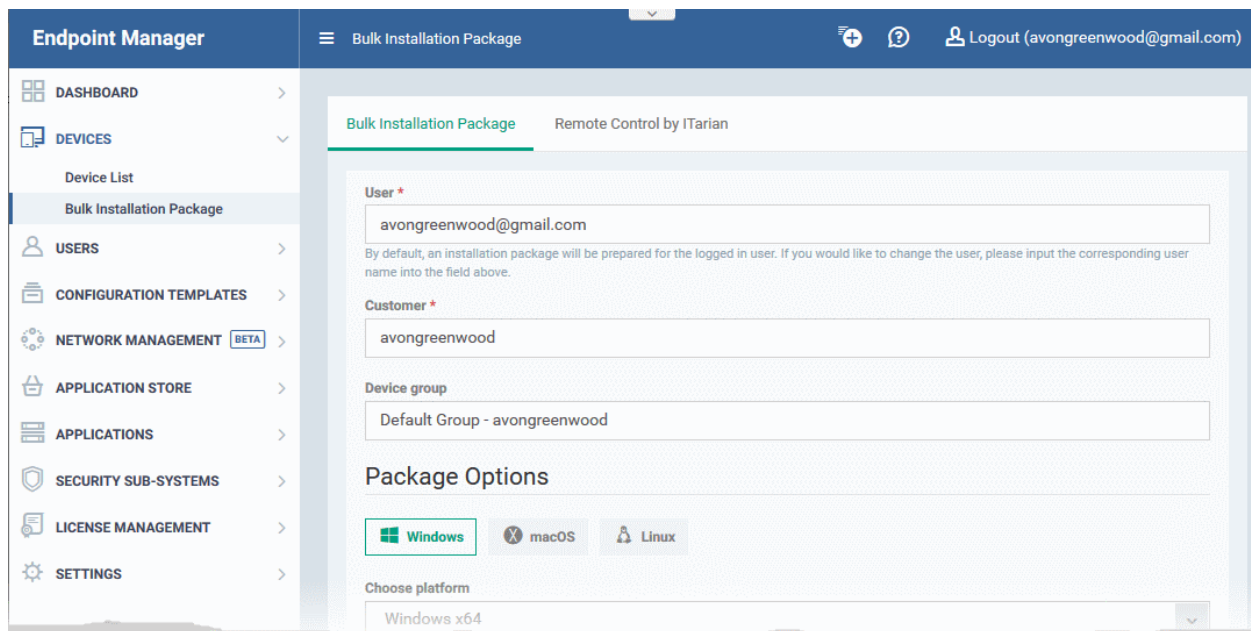 Endpoint Manager
Bulk Installation Package
Logout (avongreenwood@gmail.com)
DASHBOARD
DEVICES
Device List
Bulk Installation Package
USERS
CONFIGURATION TEMPLATES
NETWORK MANAGEMENT BETA
APPLICATION STORE
APPLICATIONS
SECURITY SUB-SYSTEMS
LICENSE MANAGEMENT
SETTINGS
Bulk Installation Package
Remote Control by ITarian
User *
avongreenwood@gmail.com
By default, an installation package will be prepared for the logged in user. If you would like to change the user, please input the corresponding user
name into the field above.
Customer *
avongreenwood
Device group
Default Group - avongreenwood
Package Options
Windows
macOS
Linux
Choose platform
Windows x64